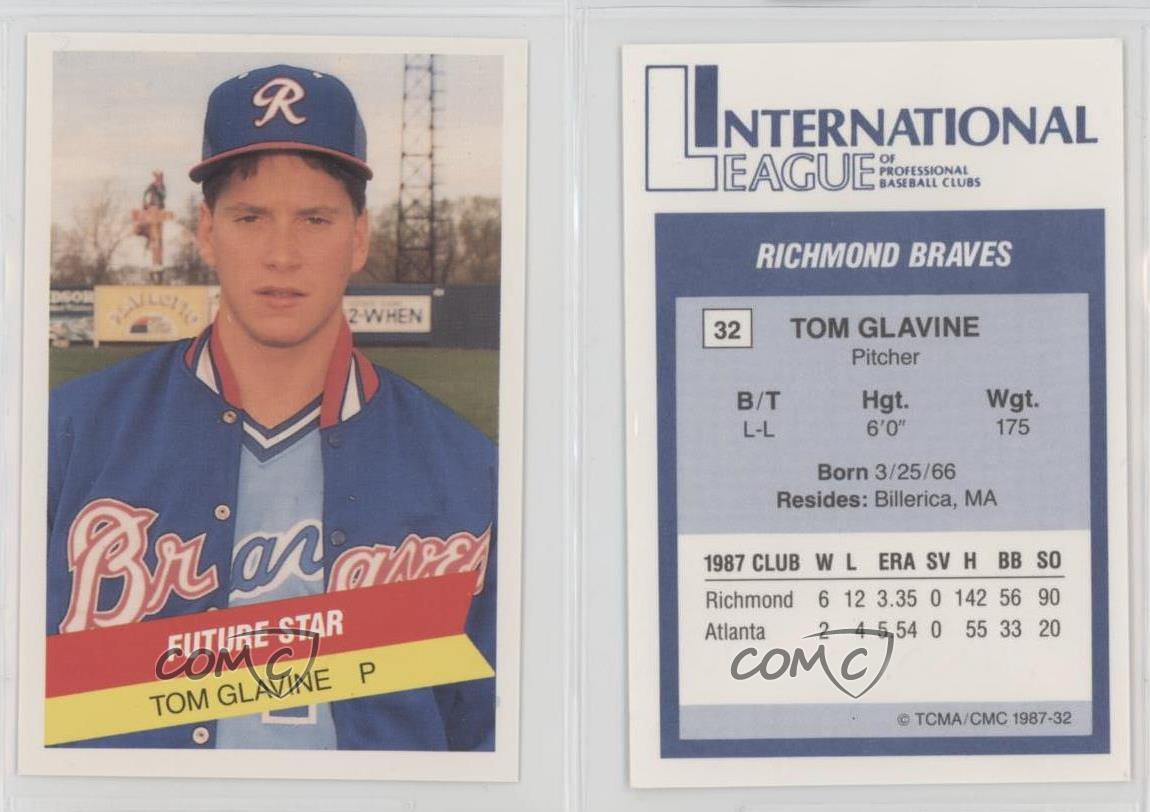 R
DSOR
2-WHEN
Braves
Braves
FUTURE STAR
TOM GLAVINE P
COMC
INTERNATIONAL
LEAGUE OF
PROFESSIONAL
BASEBALL CLUBS
RICHMOND BRAVES
32 TOM GLAVINE
Pitcher
B/T Hgt. Wgt.
L-L 6'0" 175
Born 3/25/66
Resides: Billerica, MA
1987 CLUB W L ERA SV H BB SO
Richmond 6 12 3.35 0 142 56 90
Atlanta 2 4 5.54 0 55 33 20
COMC
© TCMA/CMC 1987-32